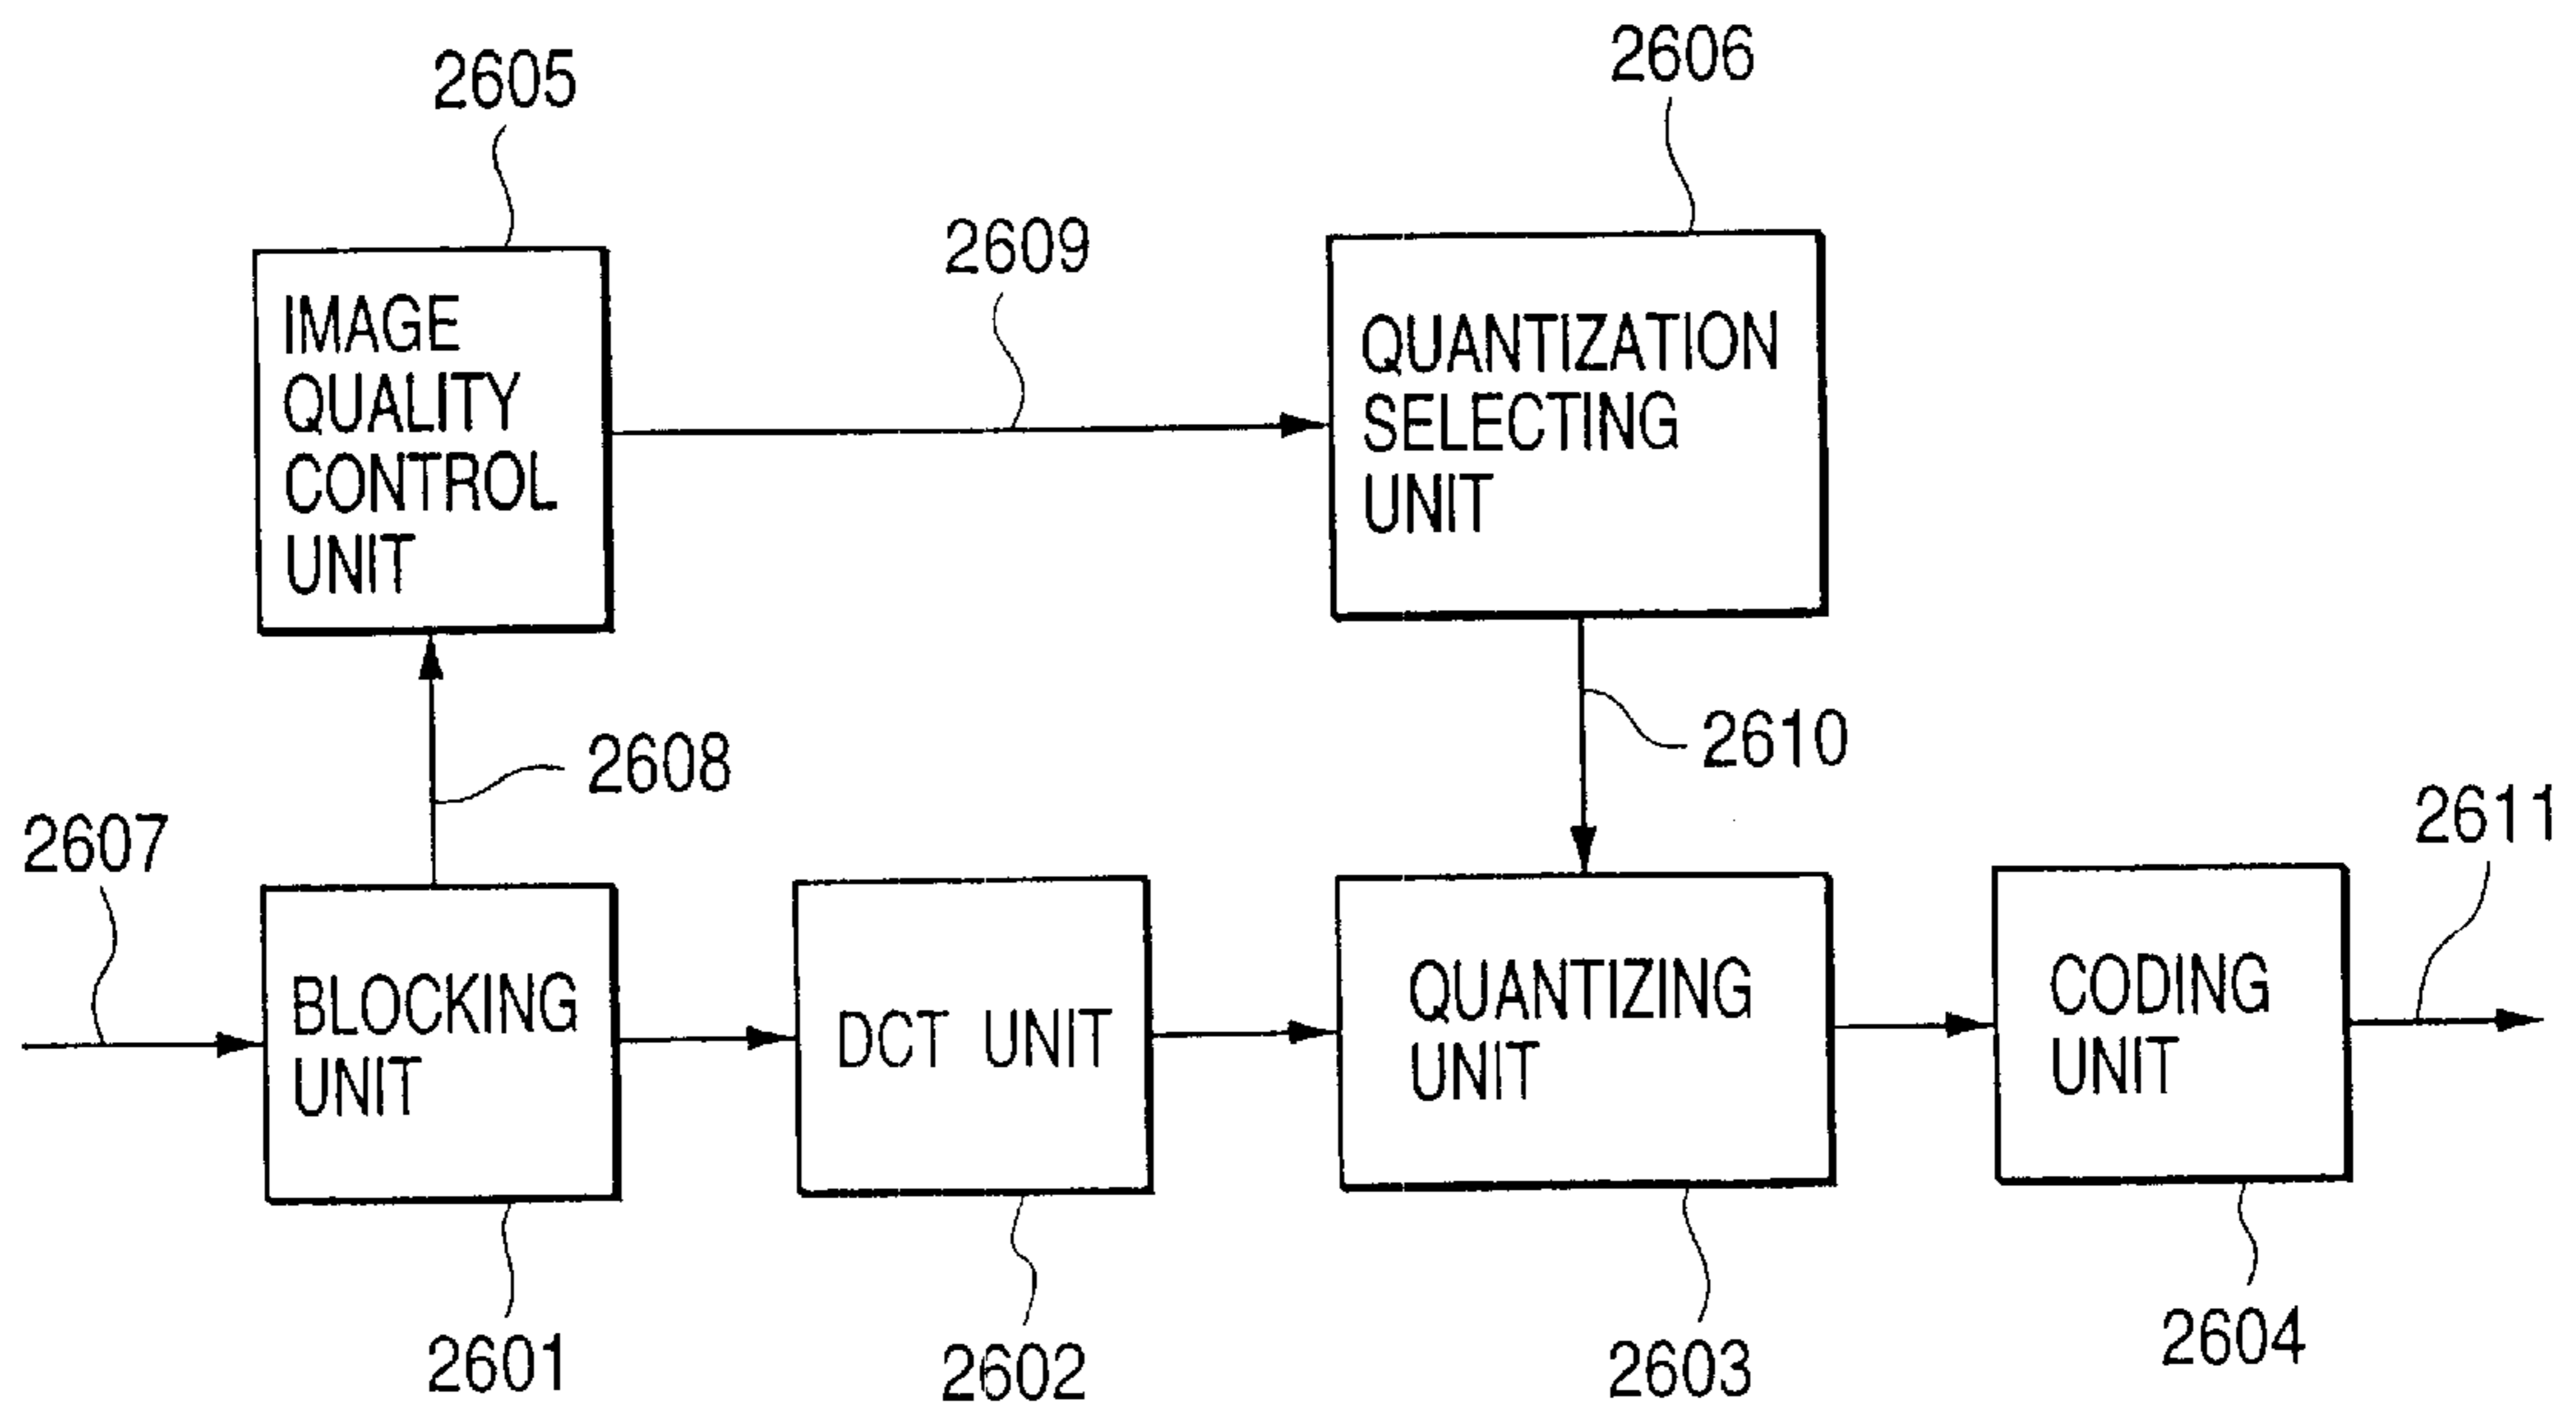 2605
2606
2609
IMAGE
QUALITY
CONTROL
UNIT
QUANTIZATION
SELECTING
UNIT
2608
2610
2607
2611
BLOCKING
UNIT
DCT UNIT
QUANTIZING
UNIT
CODING
UNIT
2601
2602
2603
2604